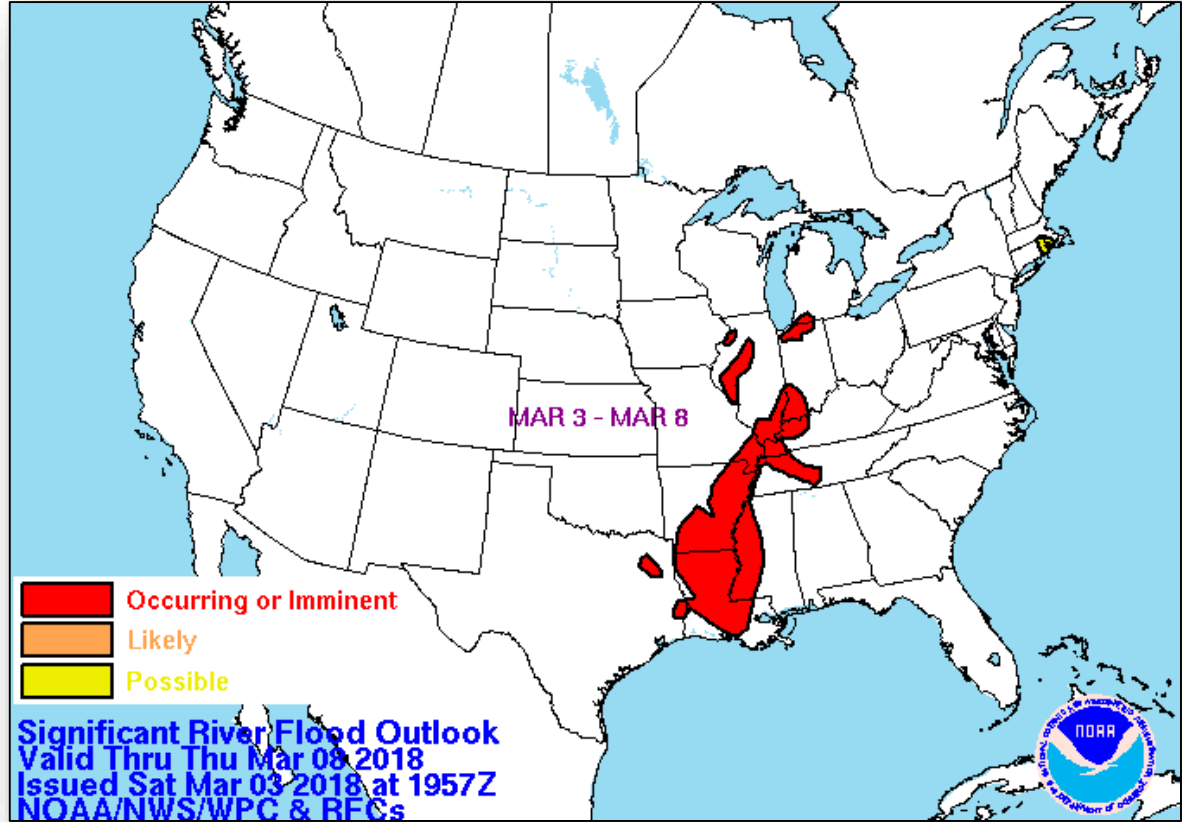 MAR 3 - MAR 8
Occurring or Imminent
Likely
Possible
Significant River Flood Outlook
Valid Thru Thu Mar 08 2018
Issued Sat Mar 03 2018 at 1957Z
NOAA/NWS/WPC & RFCs
NOAA